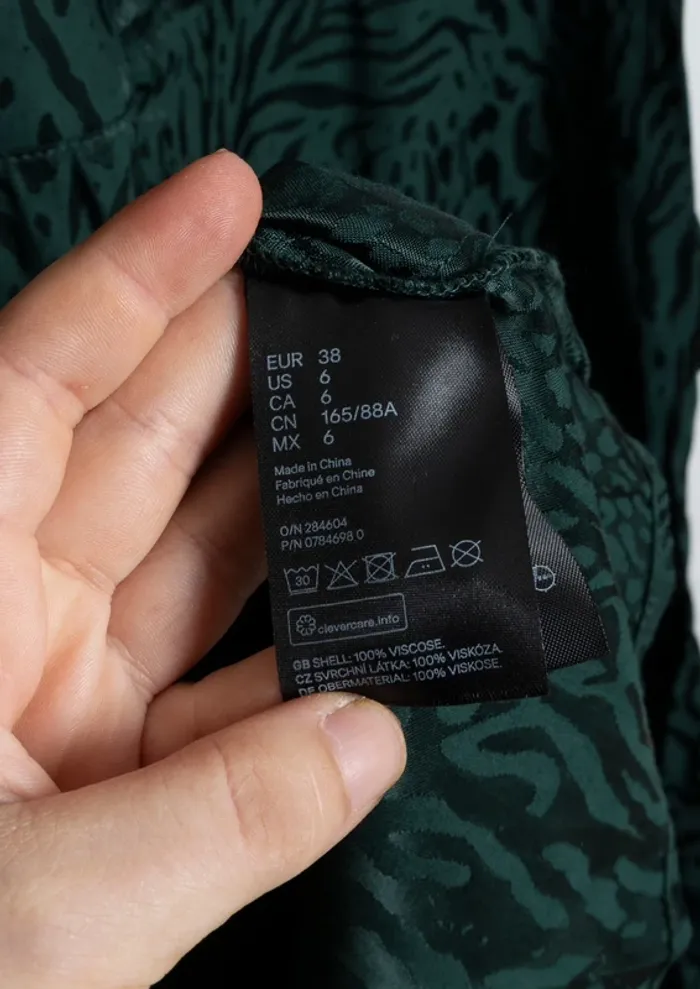 EUR 38
US 6
CA 6
CN 165/88A
MX 6
Made in China
Fabriqué en Chine
Hecho en China
O/N 284604
P/N 0784698 0
30
clevercare.info
GB SHELL: 100% VISCOSE.
CZ SVRCHNÍ LÁTKA: 100% VISKÓZA.
DE OBERMATERIAL: 100% VISKOSE.